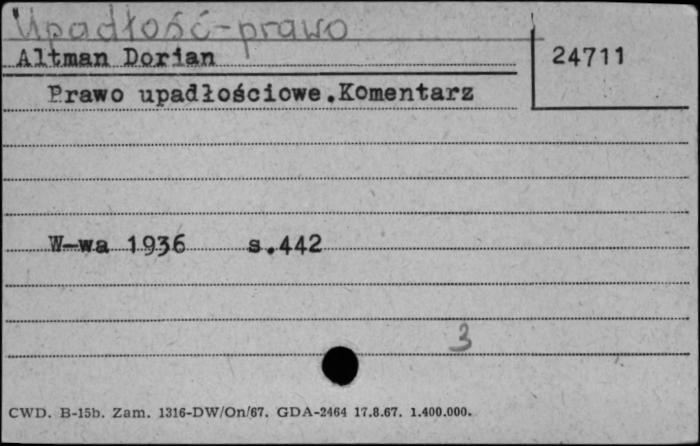 Upadłość-prawo
Altman Dorian
24711
Prawo upadłościowe.Komentarz
W-wa 1936 s.442
3
CWD. B-15b. Zam. 1316-DW/On/67. GDA-2464 17.8.67. 1.400.000.